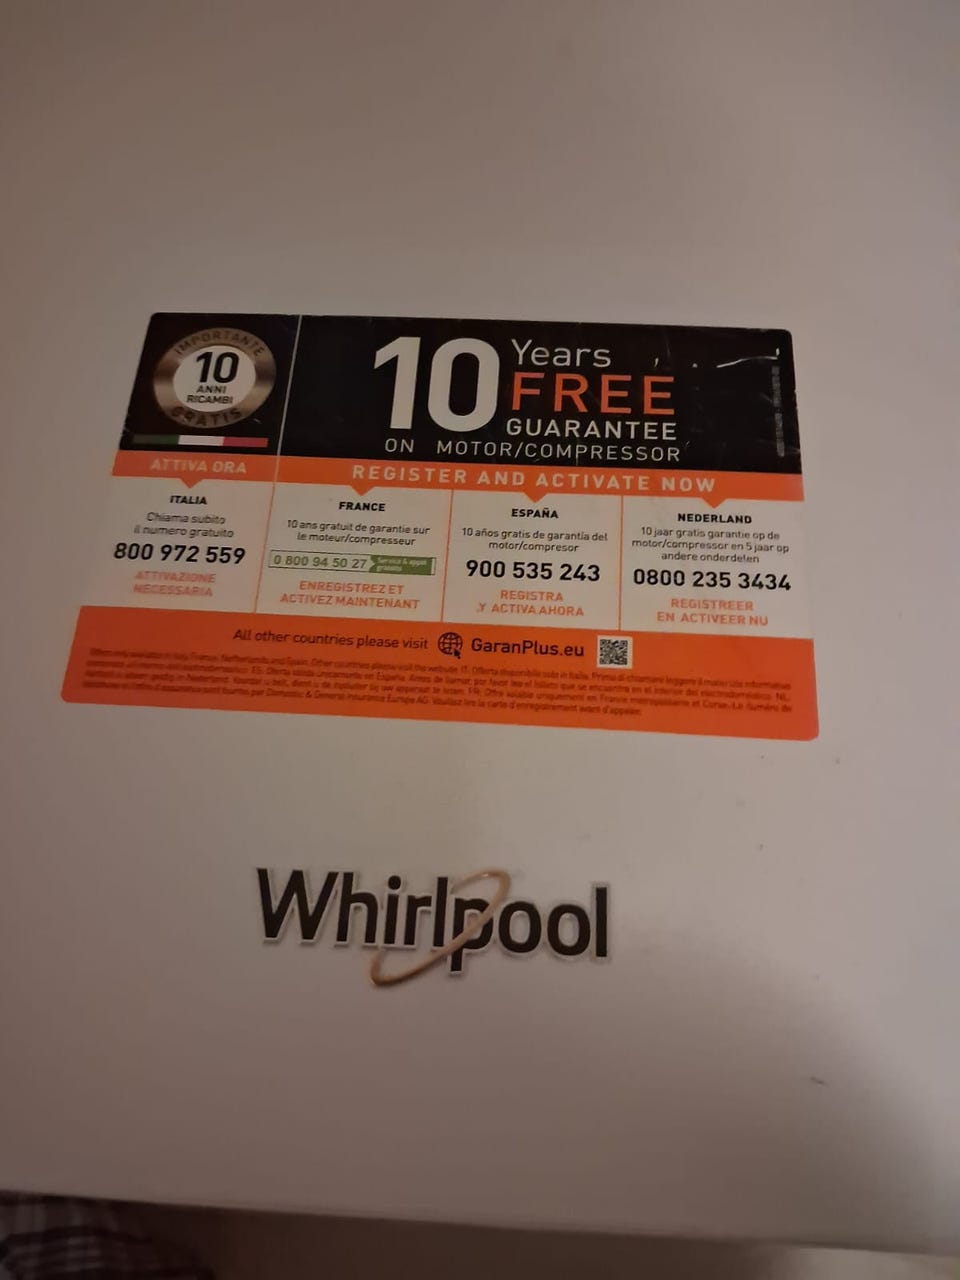 IMPORTANTE
10
ANNI
RICAMBI
GRATIS
10 Years
FREE
GUARANTEE
ON MOTOR/COMPRESSOR
ATTIVA ORA
REGISTER AND ACTIVATE NOW
ITALIA
Chiama subito
il numero gratuito
800 972 559
ATTIVAZIONE
NECESSARIA
FRANCE
10 ans gratuit de garantie sur
le moteur/compresseur
0 800 94 50 27
Service & appel
gratuits
ENREGISTREZ ET
ACTIVEZ MAINTENANT
ESPAÑA
10 años gratis de garantía del
motor/compresor
900 535 243
REGISTRA
Y ACTIVA AHORA
NEDERLAND
10 jaar gratis garantie op de
motor/compressor en 5 jaar op
andere onderdelen
0800 235 3434
REGISTREER
EN ACTIVEER NU
All other countries please visit GaranPlus.eu
Whirlpool